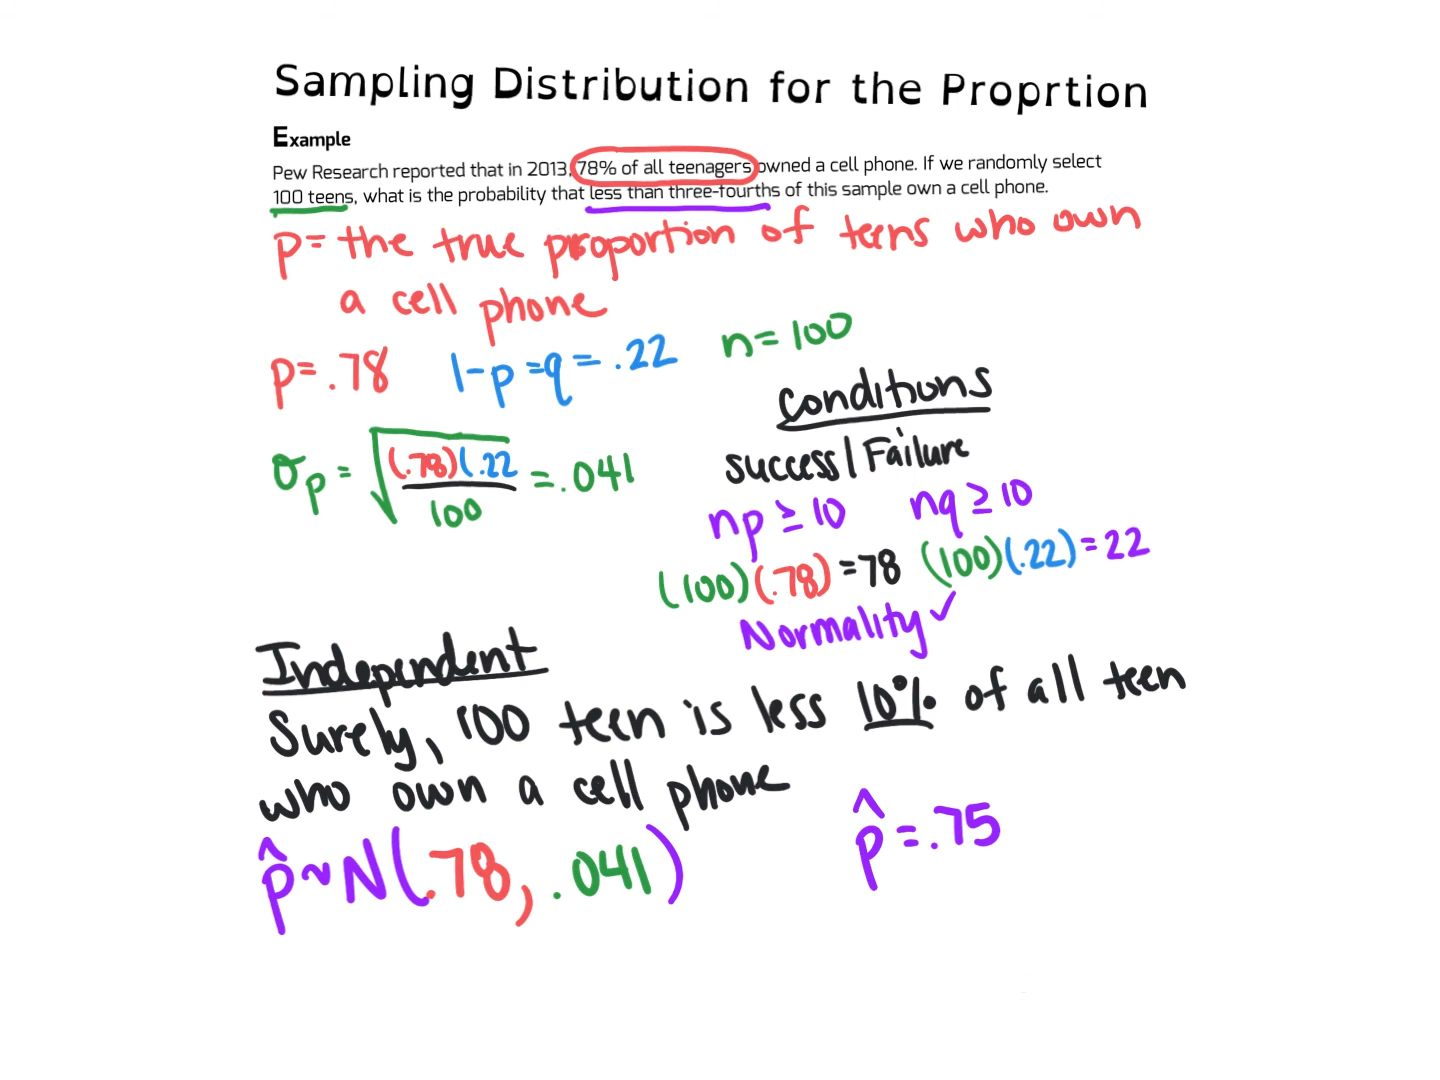 Sampling Distribution for the Proprtion
Example
Pew Research reported that in 2013, 78% of all teenagers owned a cell phone. If we randomly select
100 teens, what is the probability that less than three-fourths of this sample own a cell phone.
p= the true proportion of teens who own
a cell phone
p= .78 1-p =q = .22 n= 100
Conditions
σp = √(.78)(.22 / 100 = .041
success/Failure
np ≥ 10 nq ≥ 10
(100)(.78) =78 (100)(.22) =22
Normality ✓
Independent
Surely, 100 teen is less 10% of all teen
who own a cell phone
p̂ ~ N(.78, .041) p̂ = .75